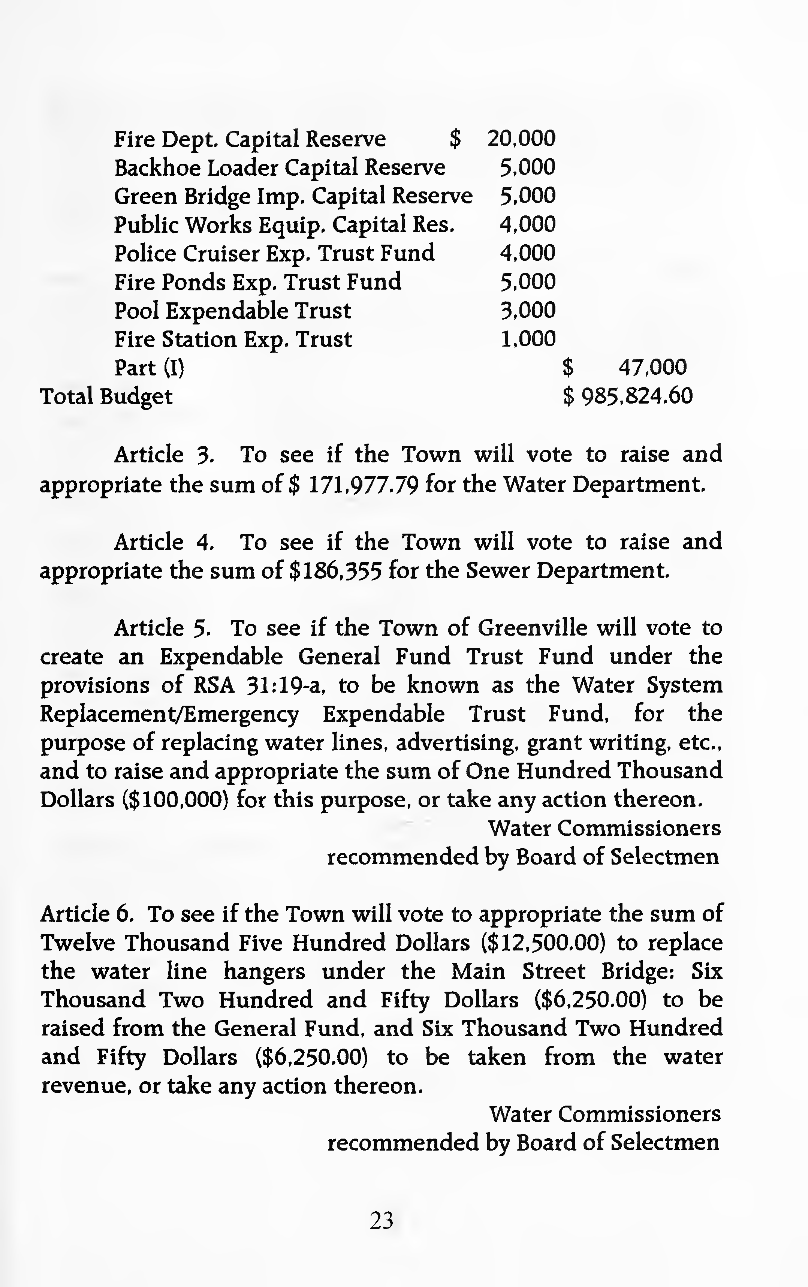 Fire Dept. Capital Reserve $ 20,000
Backhoe Loader Capital Reserve 5,000
Green Bridge Imp. Capital Reserve 5,000
Public Works Equip. Capital Res. 4,000
Police Cruiser Exp. Trust Fund 4,000
Fire Ponds Exp. Trust Fund 5,000
Pool Expendable Trust 3,000
Fire Station Exp. Trust 1,000
Part (I) $ 47,000
Total Budget $ 985,824.60
Article 3. To see if the Town will vote to raise and
appropriate the sum of $ 171,977.79 for the Water Department.
Article 4. To see if the Town will vote to raise and
appropriate the sum of $186,355 for the Sewer Department.
Article 5. To see if the Town of Greenville will vote to
create an Expendable General Fund Trust Fund under the
provisions of RSA 31:19-a, to be known as the Water System
Replacement/Emergency Expendable Trust Fund, for the
purpose of replacing water lines, advertising, grant writing, etc.,
and to raise and appropriate the sum of One Hundred Thousand
Dollars ($100,000) for this purpose, or take any action thereon.
Water Commissioners
recommended by Board of Selectmen
Article 6. To see if the Town will vote to appropriate the sum of
Twelve Thousand Five Hundred Dollars ($12,500.00) to replace
the water line hangers under the Main Street Bridge: Six
Thousand Two Hundred and Fifty Dollars ($6,250.00) to be
raised from the General Fund, and Six Thousand Two Hundred
and Fifty Dollars ($6,250.00) to be taken from the water
revenue, or take any action thereon.
Water Commissioners
recommended by Board of Selectmen
23